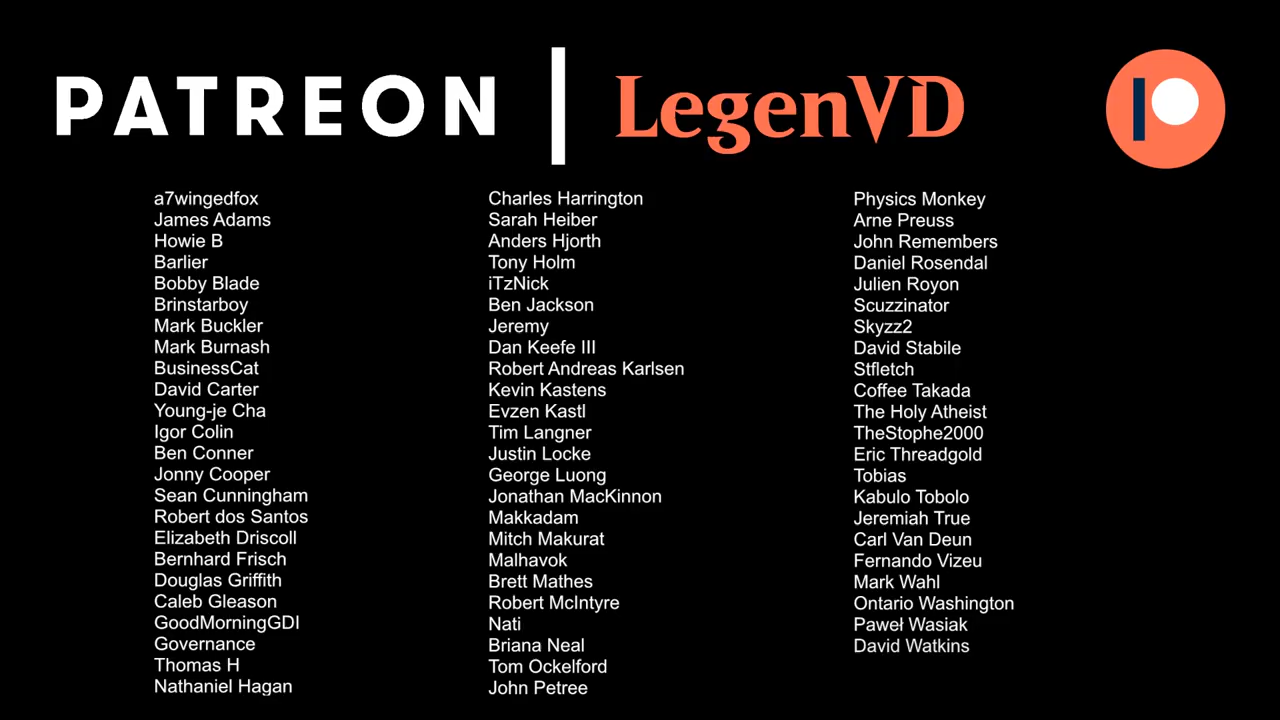 PATREON | LegenVD
a7wingedfox
James Adams
Howie B
Barlier
Bobby Blade
Brinstarboy
Mark Buckler
Mark Burnash
BusinessCat
David Carter
Young-je Cha
Igor Colin
Ben Conner
Jonny Cooper
Sean Cunningham
Robert dos Santos
Elizabeth Driscoll
Bernhard Frisch
Douglas Griffith
Caleb Gleason
GoodMorningGDI
Governance
Thomas H
Nathaniel Hagan
Charles Harrington
Sarah Heiber
Anders Hjorth
Tony Holm
iTzNick
Ben Jackson
Jeremy
Dan Keefe III
Robert Andreas Karlsen
Kevin Kastens
Evzen Kastl
Tim Langner
Justin Locke
George Luong
Jonathan MacKinnon
Makkadam
Mitch Makurat
Malhavok
Brett Mathes
Robert McIntyre
Nati
Briana Neal
Tom Ockelford
John Petree
Physics Monkey
Arne Preuss
John Remembers
Daniel Rosendal
Julien Royon
Scuzzinator
Skyzz2
David Stabile
Stfletch
Coffee Takada
The Holy Atheist
TheStophe2000
Eric Threadgold
Tobias
Kabulo Tobolo
Jeremiah True
Carl Van Deun
Fernando Vizeu
Mark Wahl
Ontario Washington
Paweł Wasiak
David Watkins